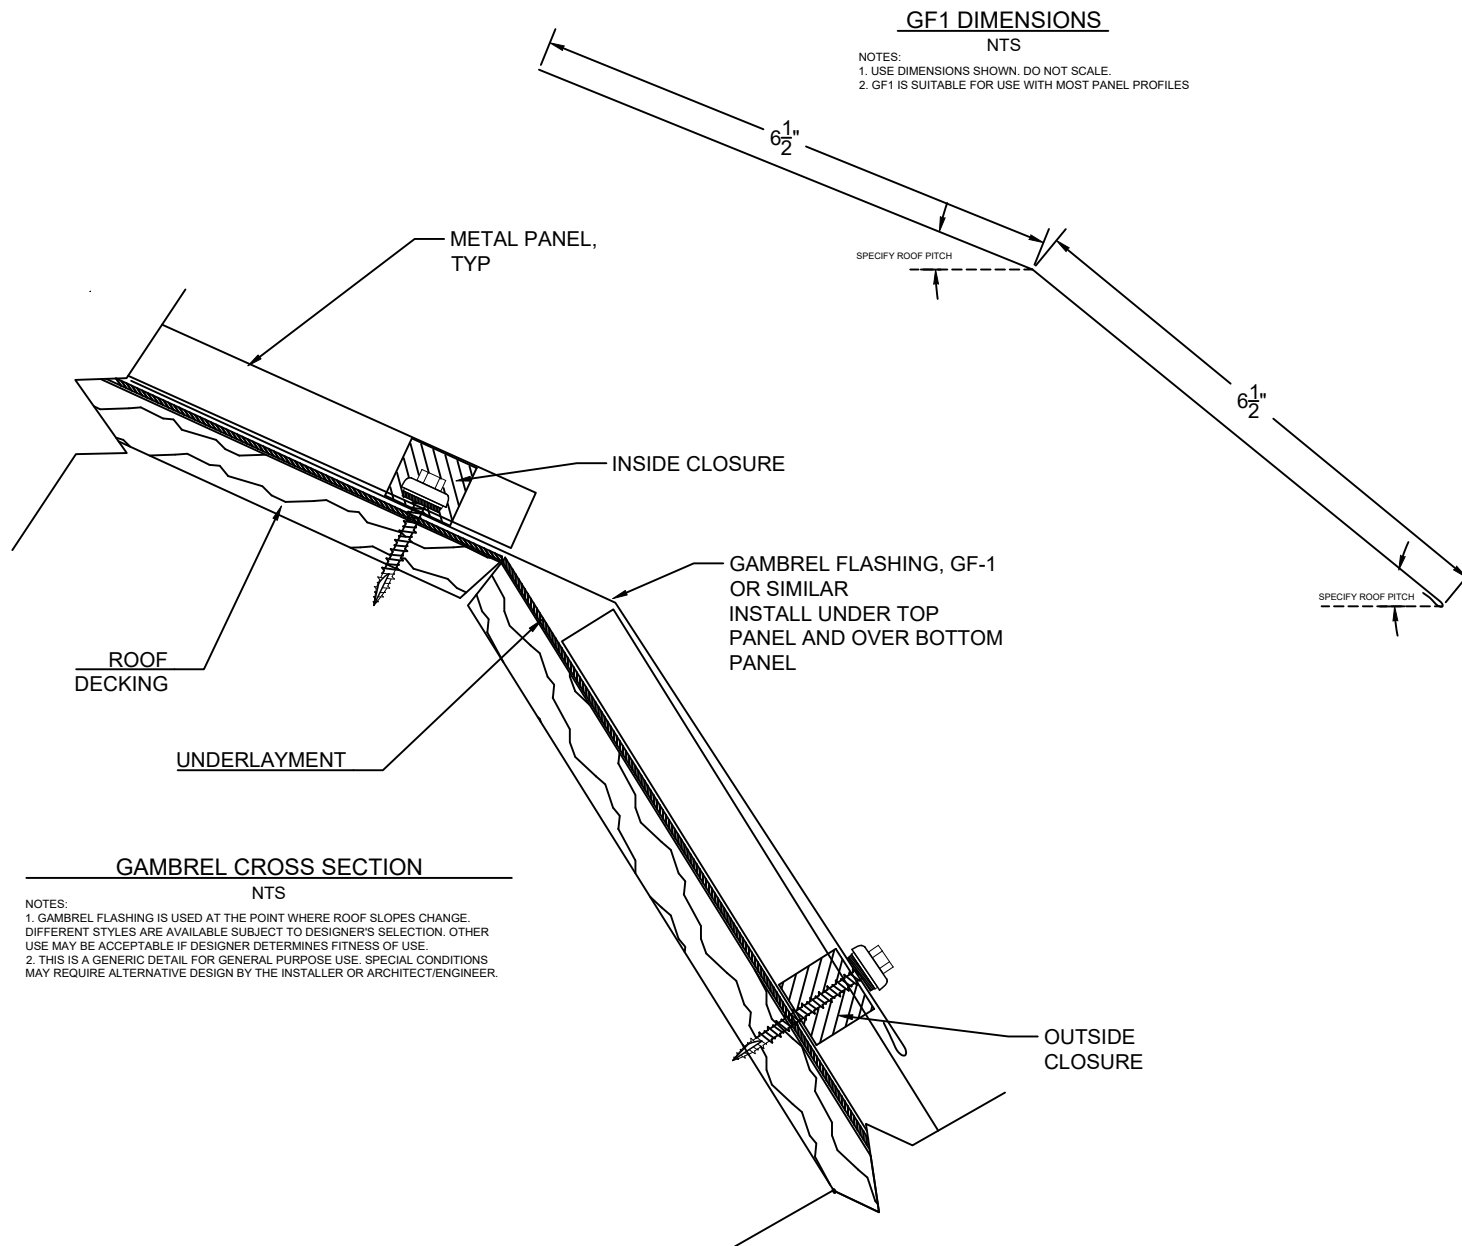 GF1 DIMENSIONS
NTS
NOTES:
1. USE DIMENSIONS SHOWN. DO NOT SCALE.
2. GF1 IS SUITABLE FOR USE WITH MOST PANEL PROFILES
6 1/2"
METAL PANEL,
TYP
SPECIFY ROOF PITCH
6 1/2"
INSIDE CLOSURE
GAMBREL FLASHING, GF-1
OR SIMILAR
INSTALL UNDER TOP
PANEL AND OVER BOTTOM
PANEL
SPECIFY ROOF PITCH
ROOF
DECKING
UNDERLAYMENT
GAMBREL CROSS SECTION
NTS
NOTES:
1. GAMBREL FLASHING IS USED AT THE POINT WHERE ROOF SLOPES CHANGE.
DIFFERENT STYLES ARE AVAILABLE SUBJECT TO DESIGNER'S SELECTION. OTHER
USE MAY BE ACCEPTABLE IF DESIGNER DETERMINES FITNESS OF USE.
2. THIS IS A GENERIC DETAIL FOR GENERAL PURPOSE USE. SPECIAL CONDITIONS
MAY REQUIRE ALTERNATIVE DESIGN BY THE INSTALLER OR ARCHITECT/ENGINEER.
OUTSIDE
CLOSURE